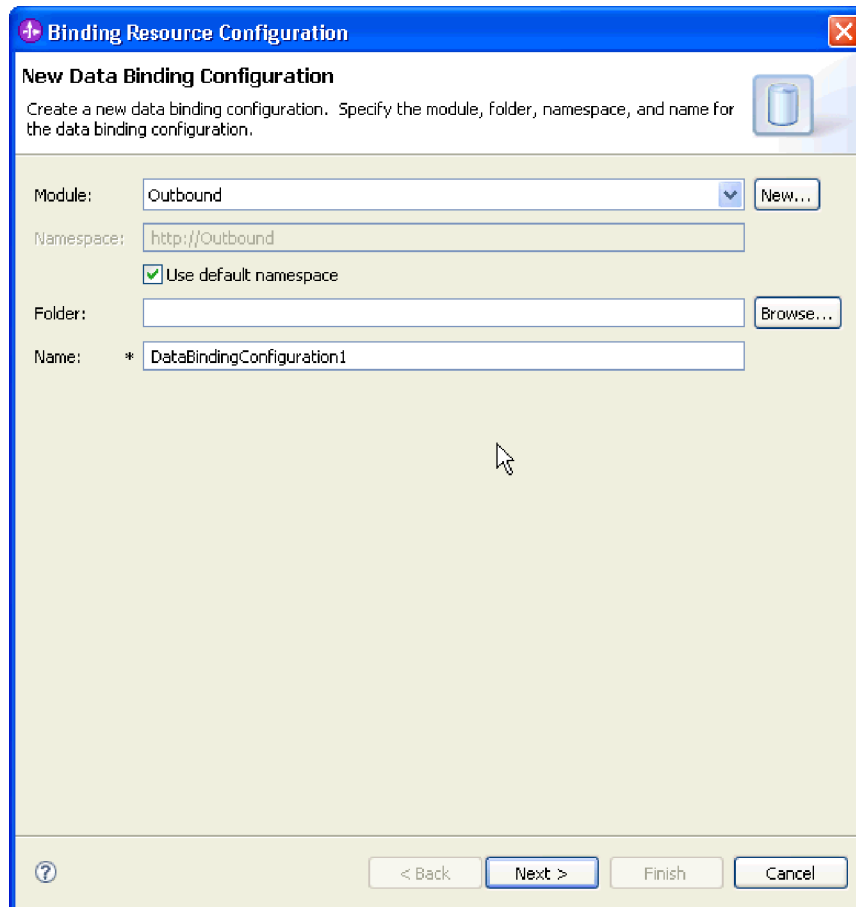 Binding Resource Configuration
New Data Binding Configuration
Create a new data binding configuration. Specify the module, folder, namespace, and name for
the data binding configuration.
Module: Outbound New...
Namespace: http://Outbound
Use default namespace
Folder: Browse...
Name: * DataBindingConfiguration1
? < Back Next > Finish Cancel